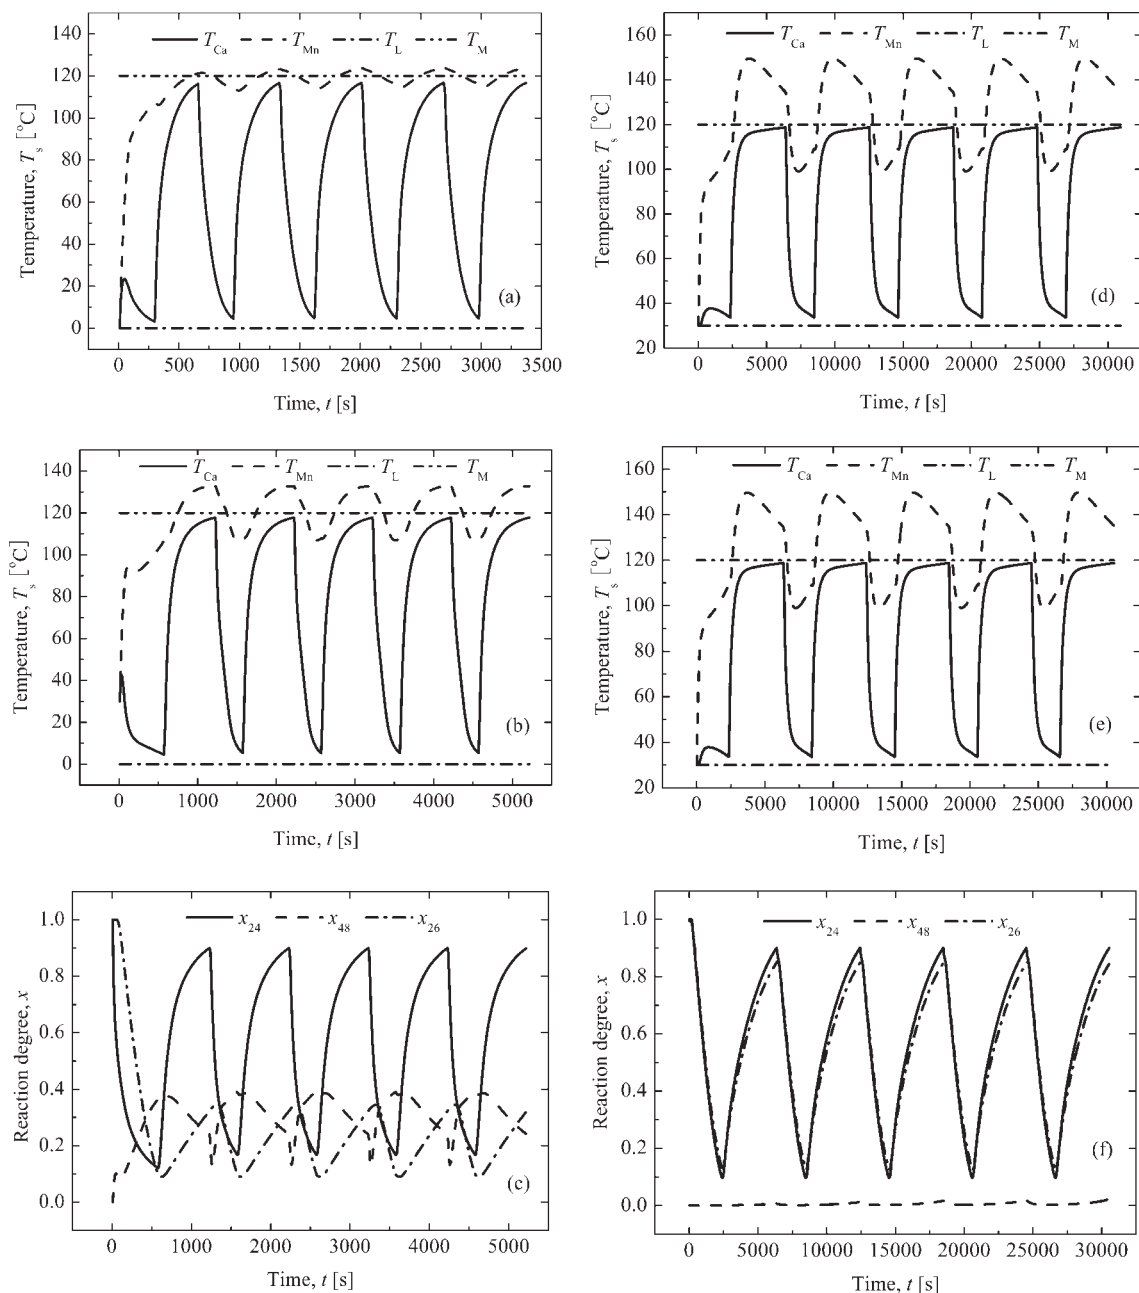 140
T_Ca T_Mn T_L T_M
120
100
80
60
40
20
0
Temperature, T_s [°C]
(a)
0 500 1000 1500 2000 2500 3000 3500
Time, t [s]
T_Ca T_Mn T_L T_M
140
120
100
80
60
40
20
0
Temperature, T_s [°C]
(b)
0 1000 2000 3000 4000 5000
Time, t [s]
1.0
x_24 x_48 x_26
0.8
0.6
0.4
0.2
0.0
Reaction degree, x
(c)
0 1000 2000 3000 4000 5000
Time, t [s]
T_Ca T_Mn T_L T_M
160
140
120
100
80
60
40
20
Temperature, T_s [°C]
(d)
0 5000 10000 15000 20000 25000 30000
Time, t [s]
T_Ca T_Mn T_L T_M
160
140
120
100
80
60
40
20
Temperature, T_s [°C]
(e)
0 5000 10000 15000 20000 25000 30000
Time, t [s]
x_24 x_48 x_26
1.0
0.8
0.6
0.4
0.2
0.0
Reaction degree, x
(f)
0 5000 10000 15000 20000 25000 30000
Time, t [s]